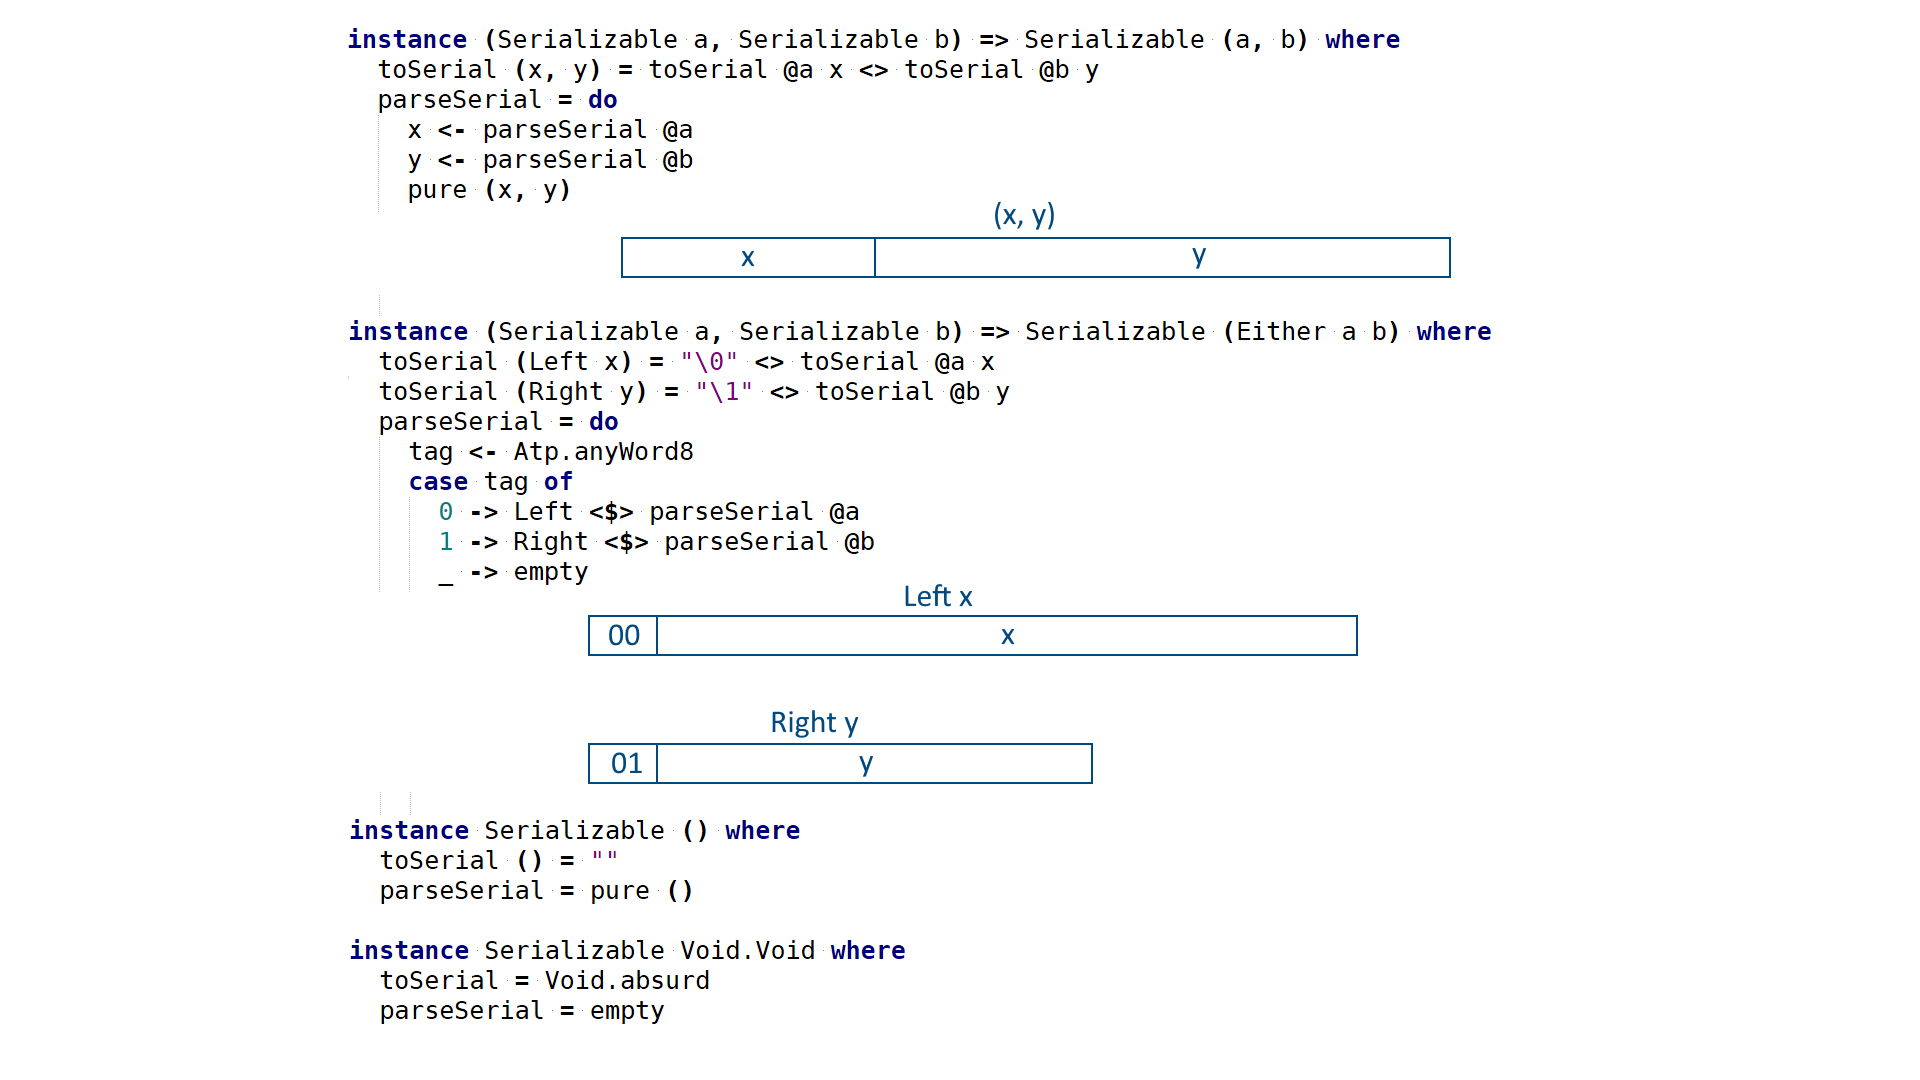 instance (Serializable a, Serializable b) => Serializable (a, b) where
  toSerial (x, y) = toSerial @a x <> toSerial @b y
  parseSerial = do
    x <- parseSerial @a
    y <- parseSerial @b
    pure (x, y)
(x, y)
x y
instance (Serializable a, Serializable b) => Serializable (Either a b) where
  toSerial (Left x) = "\0" <> toSerial @a x
  toSerial (Right y) = "\1" <> toSerial @b y
  parseSerial = do
    tag <- Atp.anyWord8
    case tag of
      0 -> Left <$> parseSerial @a
      1 -> Right <$> parseSerial @b
      _ -> empty
Left x
00 x
Right y
01 y
instance Serializable () where
  toSerial () = ""
  parseSerial = pure ()
instance Serializable Void.Void where
  toSerial = Void.absurd
  parseSerial = empty